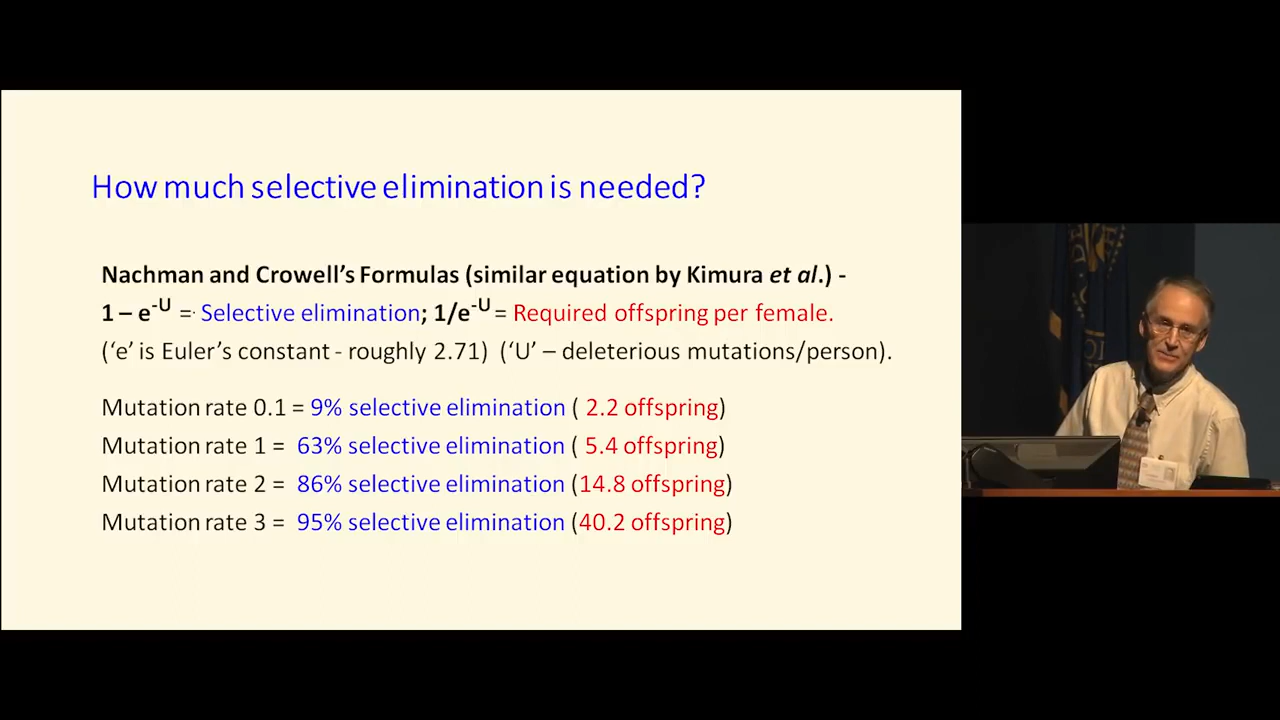 How much selective elimination is needed?
Nachman and Crowell's Formulas (similar equation by Kimura et al.) -
1 – e-U = Selective elimination; 1/e-U = Required offspring per female.
('e' is Euler's constant - roughly 2.71) ('U' – deleterious mutations/person).
Mutation rate 0.1 = 9% selective elimination ( 2.2 offspring)
Mutation rate 1 = 63% selective elimination ( 5.4 offspring)
Mutation rate 2 = 86% selective elimination (14.8 offspring)
Mutation rate 3 = 95% selective elimination (40.2 offspring)